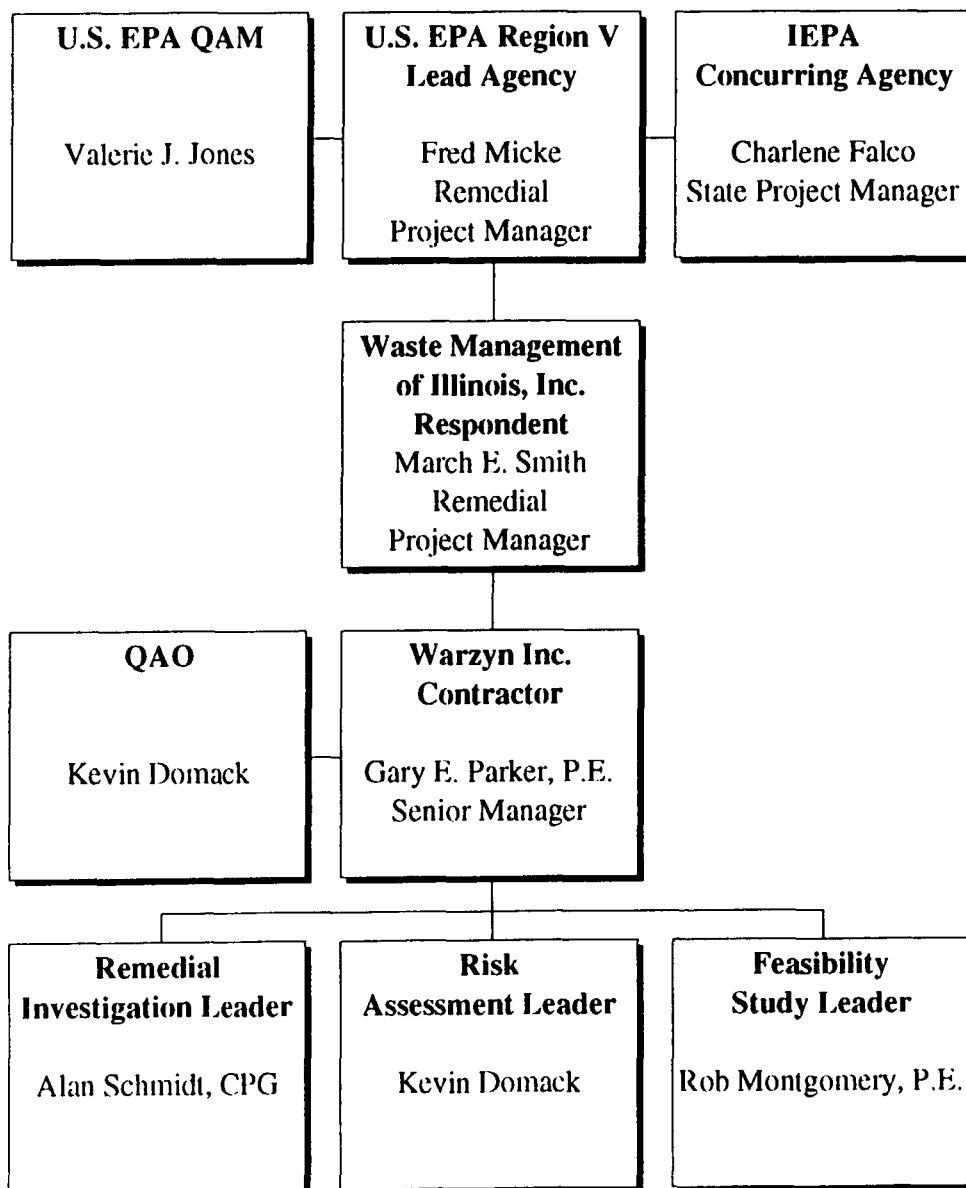 U.S. EPA QAM
Valerie J. Jones
U.S. EPA Region V
Lead Agency
Fred Micke
Remedial
Project Manager
IEPA
Concurring Agency
Charlene Falco
State Project Manager
Waste Management
of Illinois, Inc.
Respondent
March E. Smith
Remedial
Project Manager
QAO
Kevin Domack
Warzyn Inc.
Contractor
Gary E. Parker, P.E.
Senior Manager
Remedial
Investigation Leader
Alan Schmidt, CPG
Risk
Assessment Leader
Kevin Domack
Feasibility
Study Leader
Rob Montgomery, P.E.